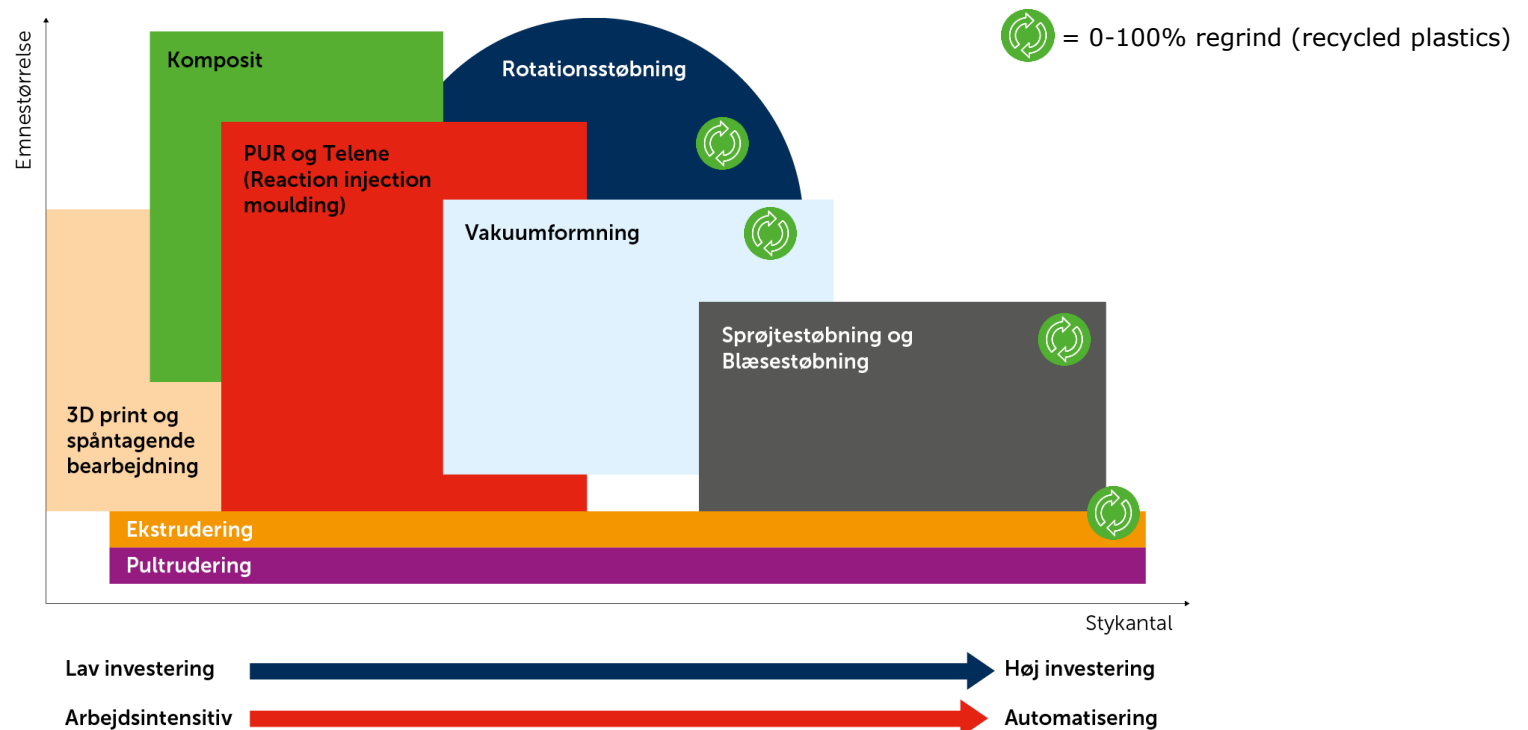 Emnestørrelse
Komposit
Rotationsstøbning
= 0-100% regrind (recycled plastics)
PUR og Telene
(Reaction injection
moulding)
Vakuumformning
Sprøjtestøbning og
Blæsestøbning
3D print og
spåntagende
bearbejdning
Ekstrudering
Pultrudering
Stykantal
Lav investering
Høj investering
Arbejdsintensitiv
Automatisering